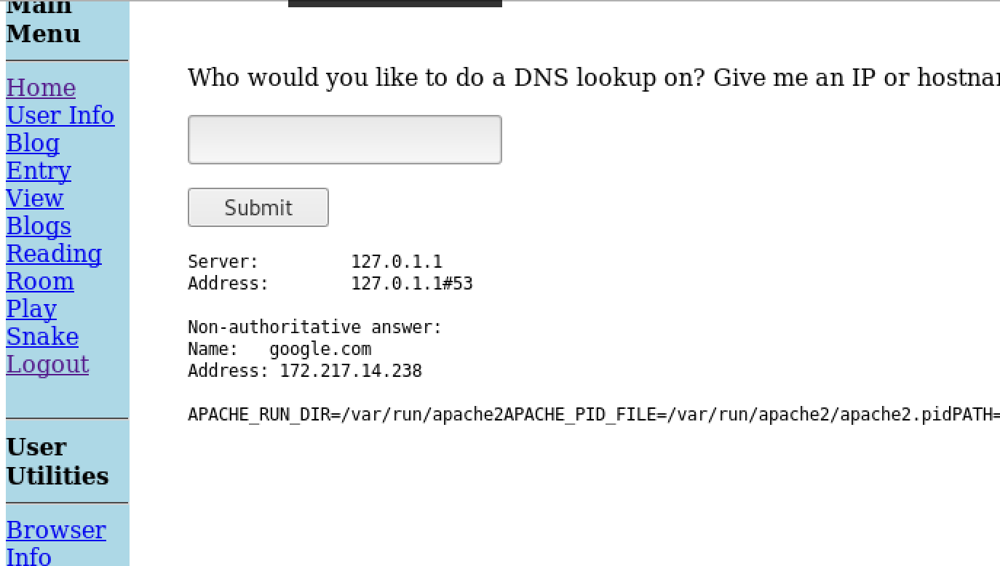 Main
Menu
Home
User Info
Blog
Entry
View
Blogs
Reading
Room
Play
Snake
Logout
User
Utilities
Browser
Info
Who would you like to do a DNS lookup on? Give me an IP or
Submit
Server: 127.0.1.1
Address: 127.0.1.1#53
Non-authoritative answer:
Name: google.com
Address: 172.217.14.238
APACHE_RUN_DIR=/var/run/apache2APACHE_PID_FILE=/var/run/apache2/apache2.pidPATH=